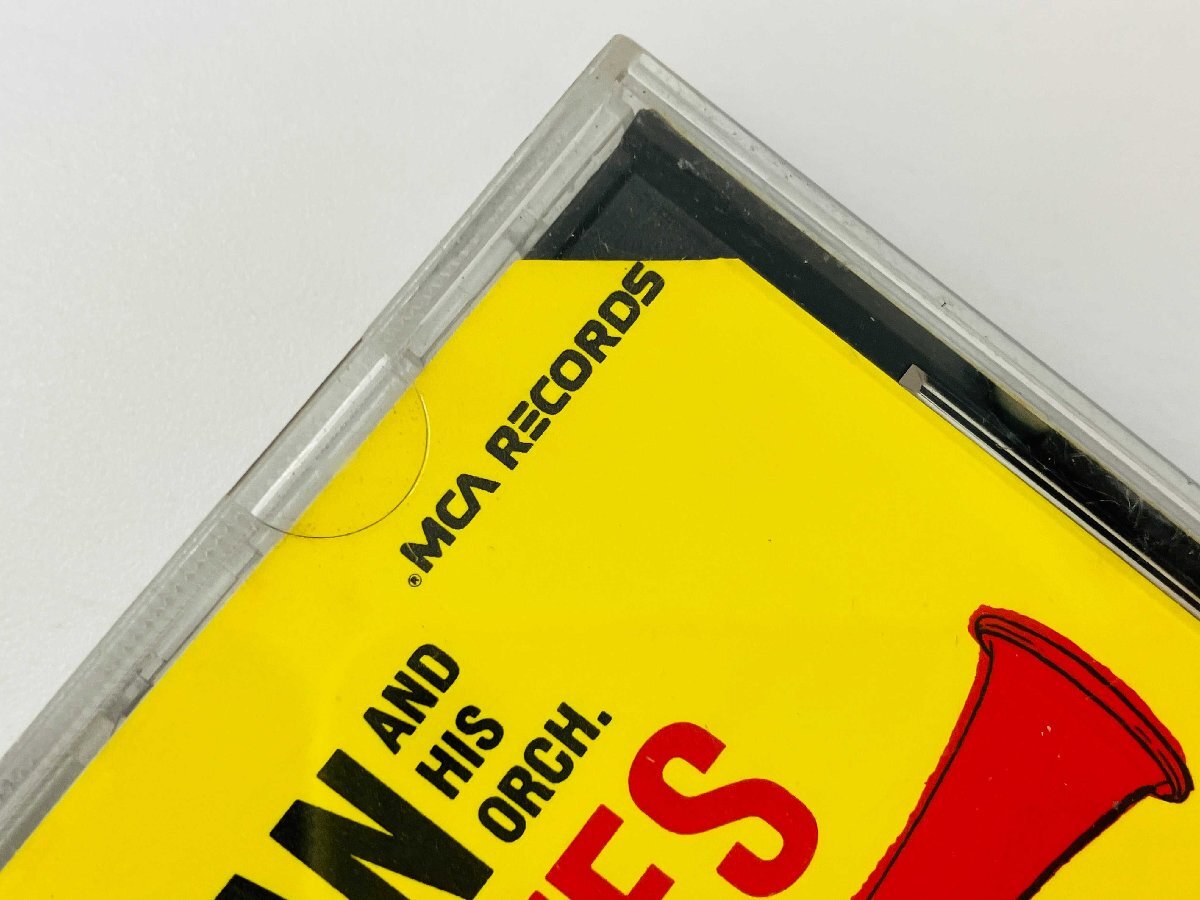 MCA RECORDS®
AND
HIS
ORCH.